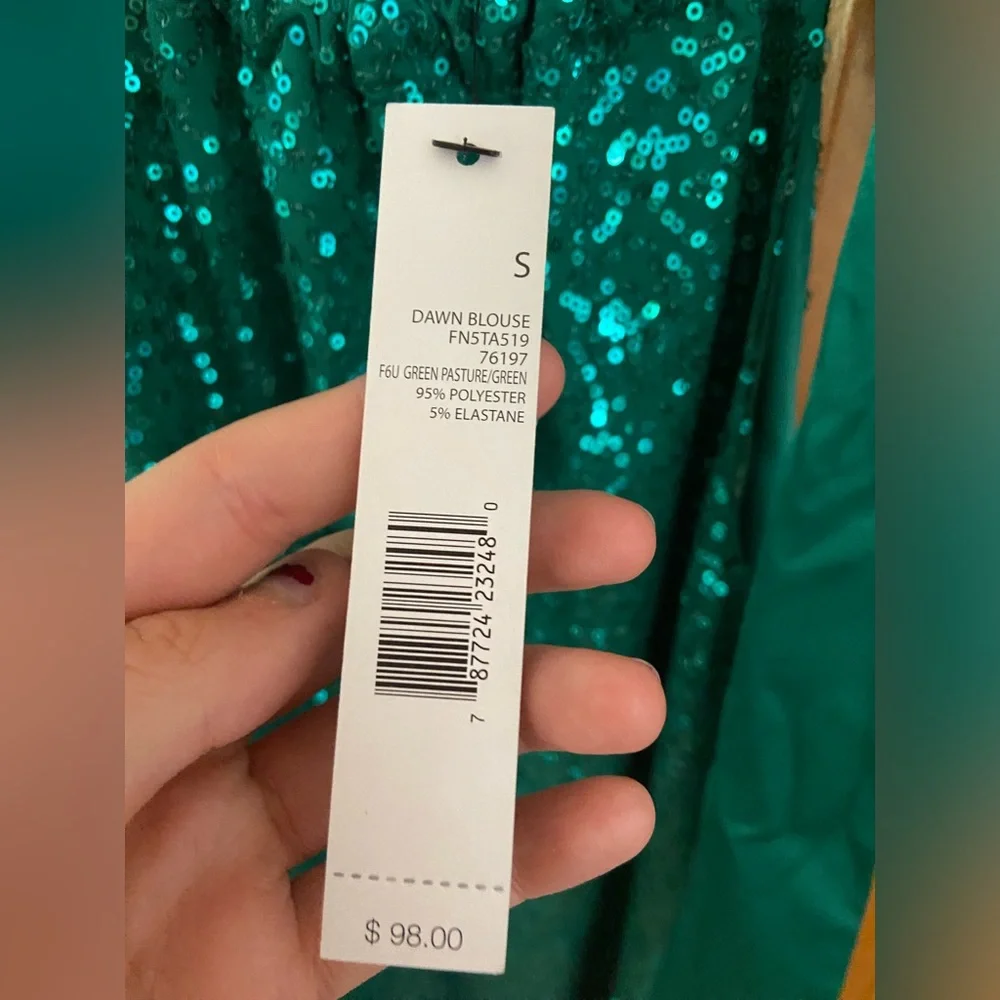 S
DAWN BLOUSE
FN5TA519
76197
F6U GREEN PASTURE/GREEN
95% POLYESTER
5% ELASTANE
7 87724 23248 0
$ 98.00